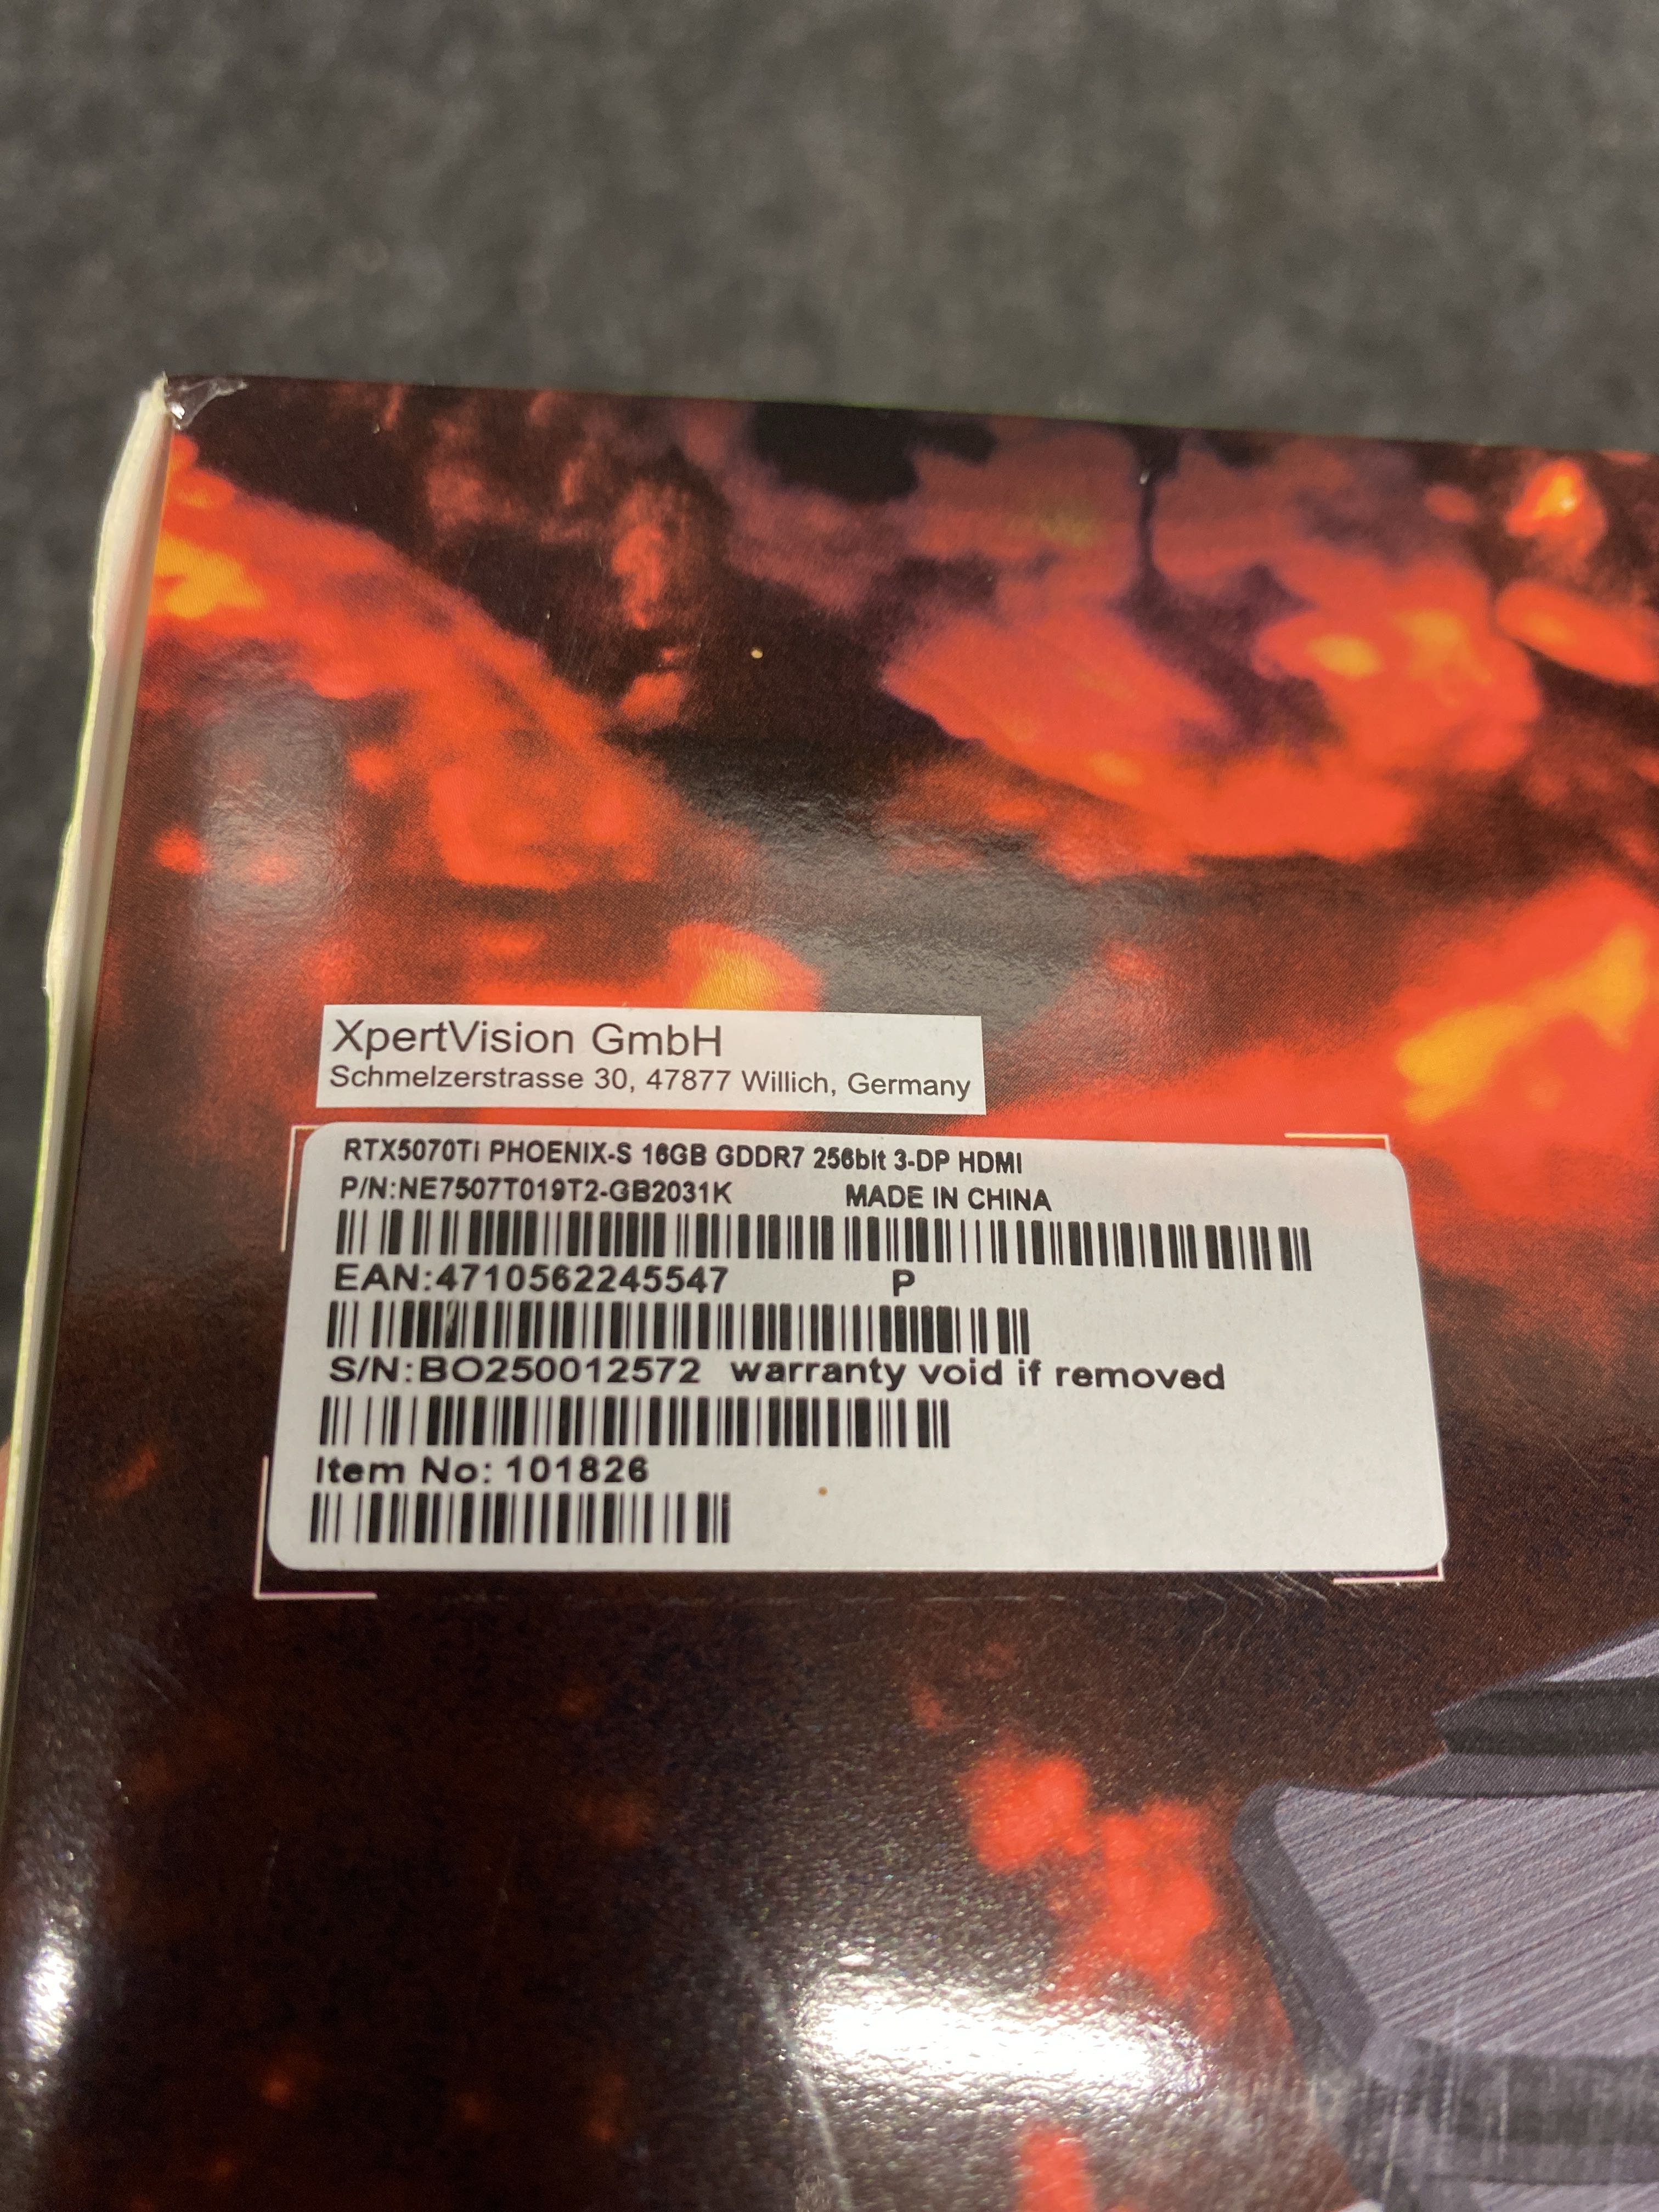 XpertVision GmbH
Schmelzerstrasse 30, 47877 Willich, Germany
RTX5070Ti PHOENIX-S 16GB GDDR7 256bit 3-DP HDMI
P/N:NE7507T019T2-GB2031K MADE IN CHINA
EAN:4710562245547 P
S/N:BO250012572 warranty void if removed
Item No: 101826